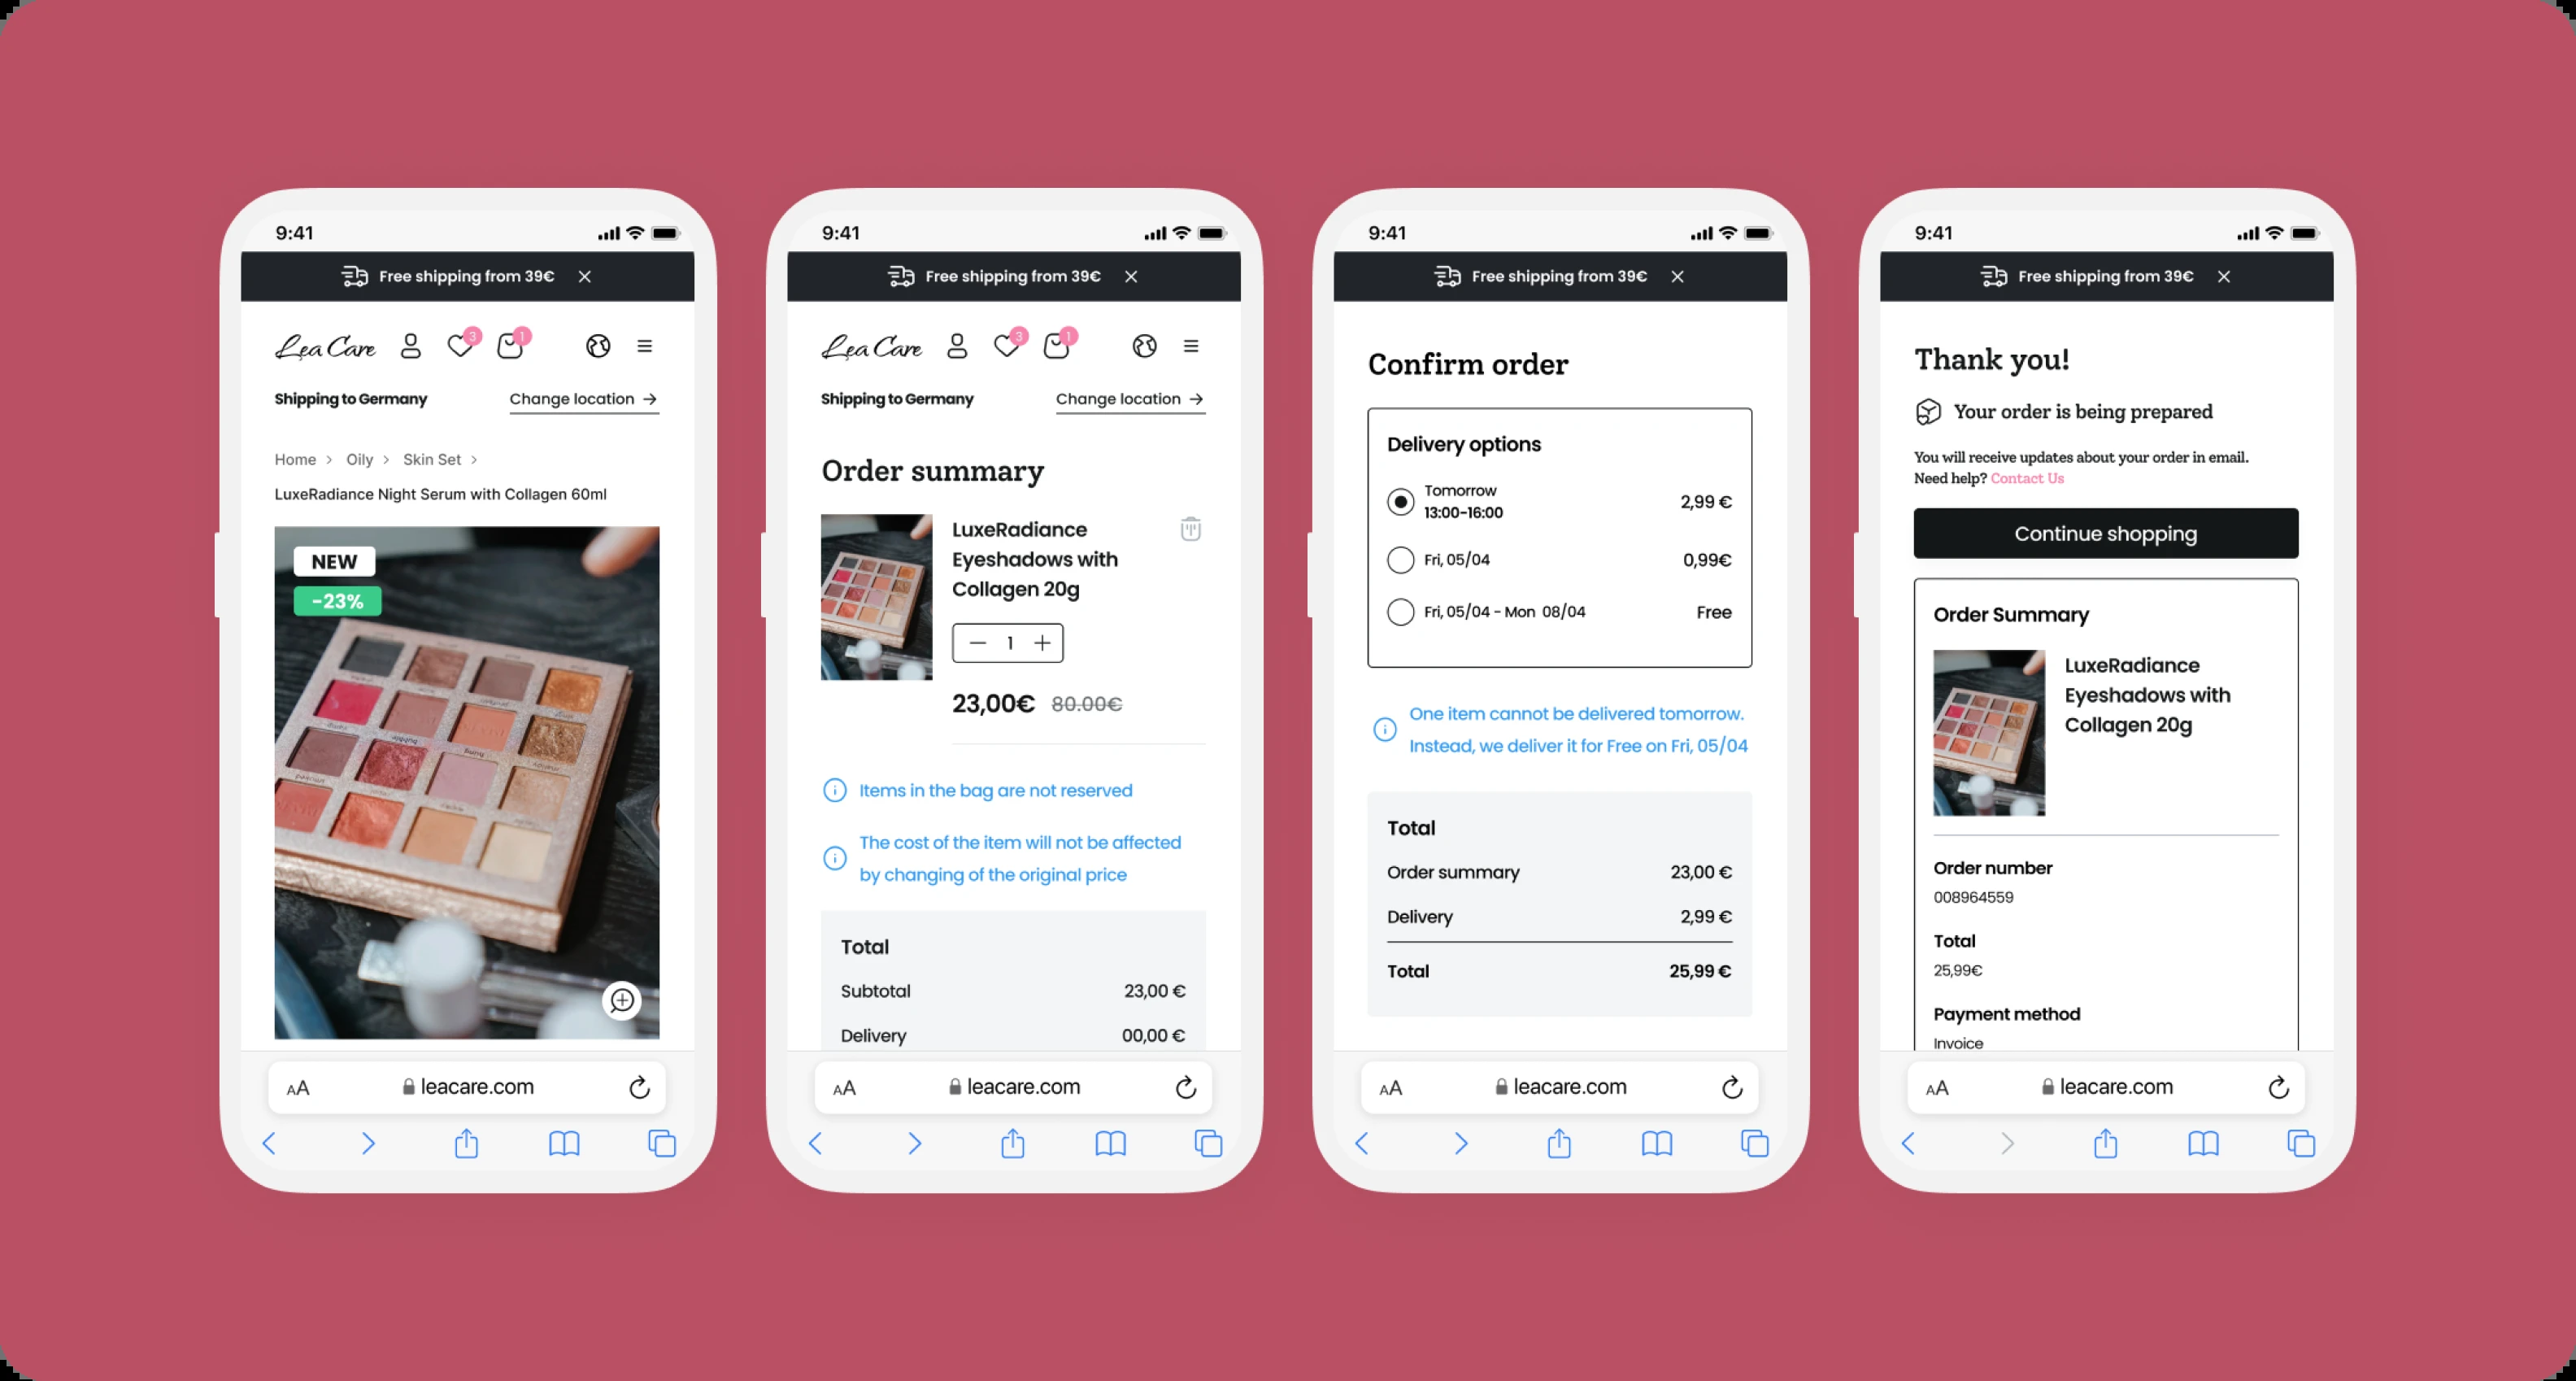 9:41
Free shipping from 39€
Lea Care
3
1
Shipping to Germany
Change location
Home
Oily
Skin Set
LuxeRadiance Night Serum with Collagen 60ml
NEW
-23%
AA
leacare.com
9:41
Free shipping from 39€
Lea Care
3
1
Shipping to Germany
Change location
Order summary
LuxeRadiance
Eyeshadows with
Collagen 20g
1
23,00€ 80.00€
Items in the bag are not reserved
The cost of the item will not be affected
by changing of the original price
Total
Subtotal 23,00 €
Delivery 00,00 €
AA
leacare.com
9:41
Free shipping from 39€
Confirm order
Delivery options
Tomorrow
13:00-16:00 2,99 €
Fri, 05/04 0,99€
Fri, 05/04 - Mon 08/04 Free
One item cannot be delivered tomorrow.
Instead, we deliver it for Free on Fri, 05/04
Total
Order summary 23,00 €
Delivery 2,99 €
Total 25,99 €
AA
leacare.com
9:41
Free shipping from 39€
Thank you!
Your order is being prepared
You will receive updates about your order in email.
Need help? Contact Us
Continue shopping
Order Summary
LuxeRadiance
Eyeshadows with
Collagen 20g
Order number
008964559
Total
25,99€
Payment method
Invoice
AA
leacare.com